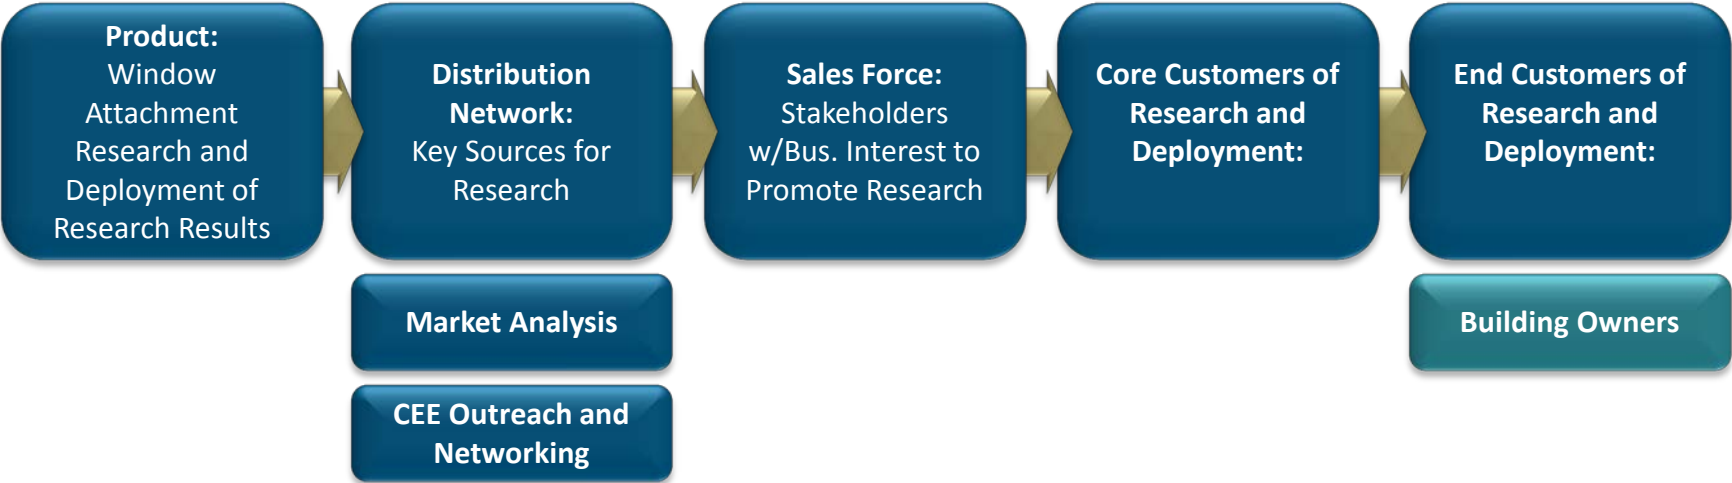 Product:
Window
Attachment
Research and
Deployment of
Research Results
Distribution
Network:
Key Sources for
Research
Sales Force:
Stakeholders
w/Bus. Interest to
Promote Research
Core Customers of
Research and
Deployment:
End Customers of
Research and
Deployment:
Market Analysis
CEE Outreach and
Networking
Building Owners